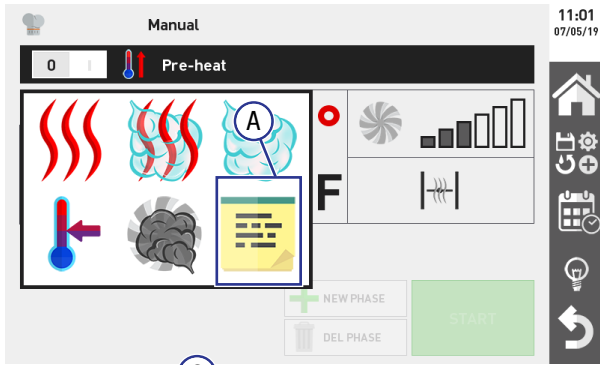 11:01
Manual
07/05/19
0 I
Pre-heat
A
F
NEW PHASE
START
DEL PHASE